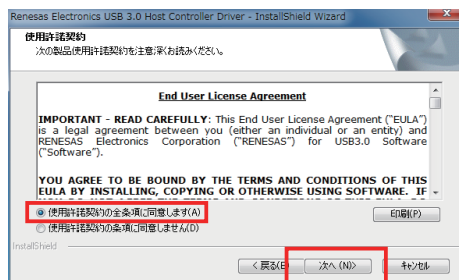 Renesas Electronics USB 3.0 Host Controller Driver - InstallShield Wizard
使用許諾契約
次の製品使用許諾契約を注意深くお読みください。
End User License Agreement
IMPORTANT - READ CAREFULLY: This End User License Agreement ("EULA")
is a legal agreement between you (either an individual or an entity) and
RENESAS Electronics Corporation ("RENESAS") for USB3.0 Software
("Software").
YOU AGREE TO BE BOUND BY THE TERMS AND CONDITIONS OF THIS
EULA BY INSTALLING, COPYING OR OTHERWISE USING SOFTWARE. IF
使用許諾契約の全条項に同意します(A)
印刷(P)
使用許諾契約の条項に同意しません(D)
InstallShield
< 戻る(B)
次へ (N)>
キャンセル